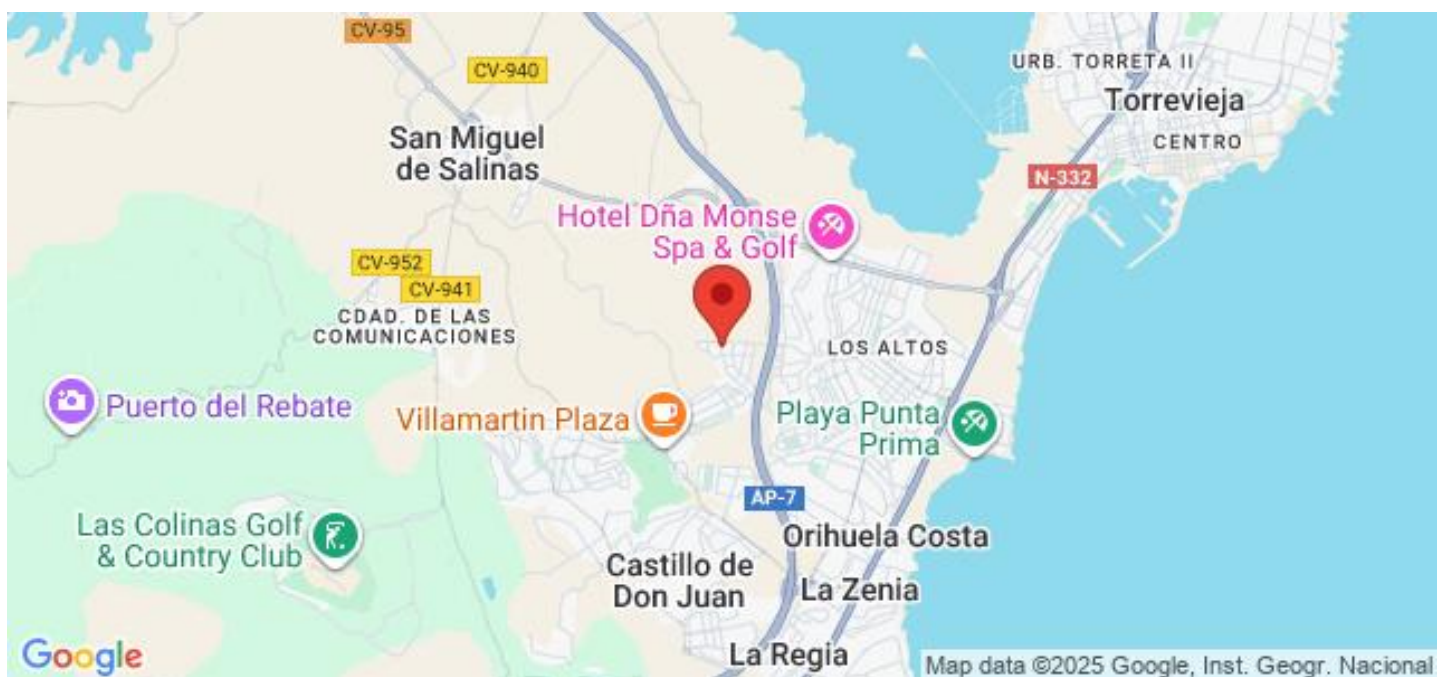 CV-95
CV-940
URB. TORRETA II
Torrevieja
CENTRO
San Miguel
de Salinas
N-332
Hotel Dña Monse
Spa & Golf
CV-952
CV-941
CDAD. DE LAS
COMUNICACIONES
LOS ALTOS
Puerto del Rebate
Villamartin Plaza
Playa Punta
Prima
AP-7
Las Colinas Golf
& Country Club
Orihuela Costa
Castillo de
Don Juan
La Zenia
La Regia
Google
Map data ©2025 Google, Inst. Geogr. Nacional